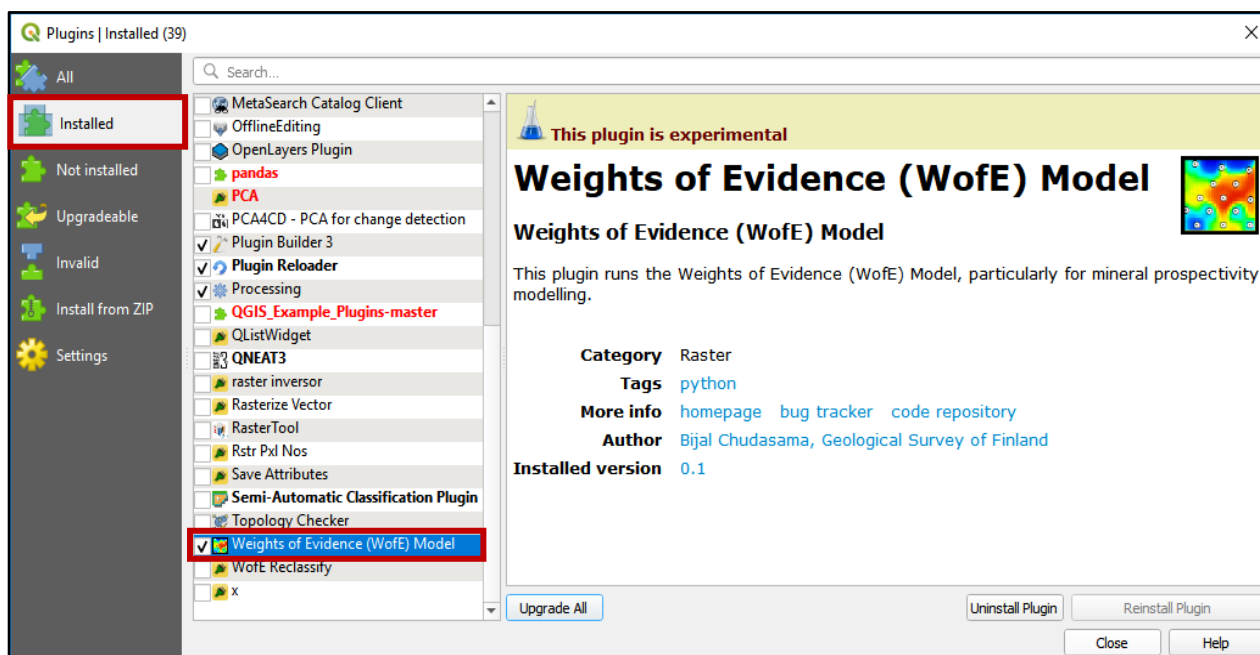 Plugins | Installed (39)
All
Installed
Not installed
Upgradeable
Invalid
Install from ZIP
Settings
Search...
MetaSearch Catalog Client
OfflineEditing
OpenLayers Plugin
pandas
PCA
PCA4CD - PCA for change detection
Plugin Builder 3
Plugin Reloader
Processing
QGIS_Example_Plugins-master
QListWidget
QNEAT3
raster inversor
Rasterize Vector
RasterTool
Rstr Pxl Nos
Save Attributes
Semi-Automatic Classification Plugin
Topology Checker
Weights of Evidence (WofE) Model
WofE Reclassify
x
This plugin is experimental
Weights of Evidence (WofE) Model
Weights of Evidence (WofE) Model
This plugin runs the Weights of Evidence (WofE) Model, particularly for mineral prospectivity
modelling.
Category Raster
Tags python
More info homepage bug tracker code repository
Author Bijal Chudasama, Geological Survey of Finland
Installed version 0.1
Upgrade All Uninstall Plugin Reinstall Plugin
Close Help